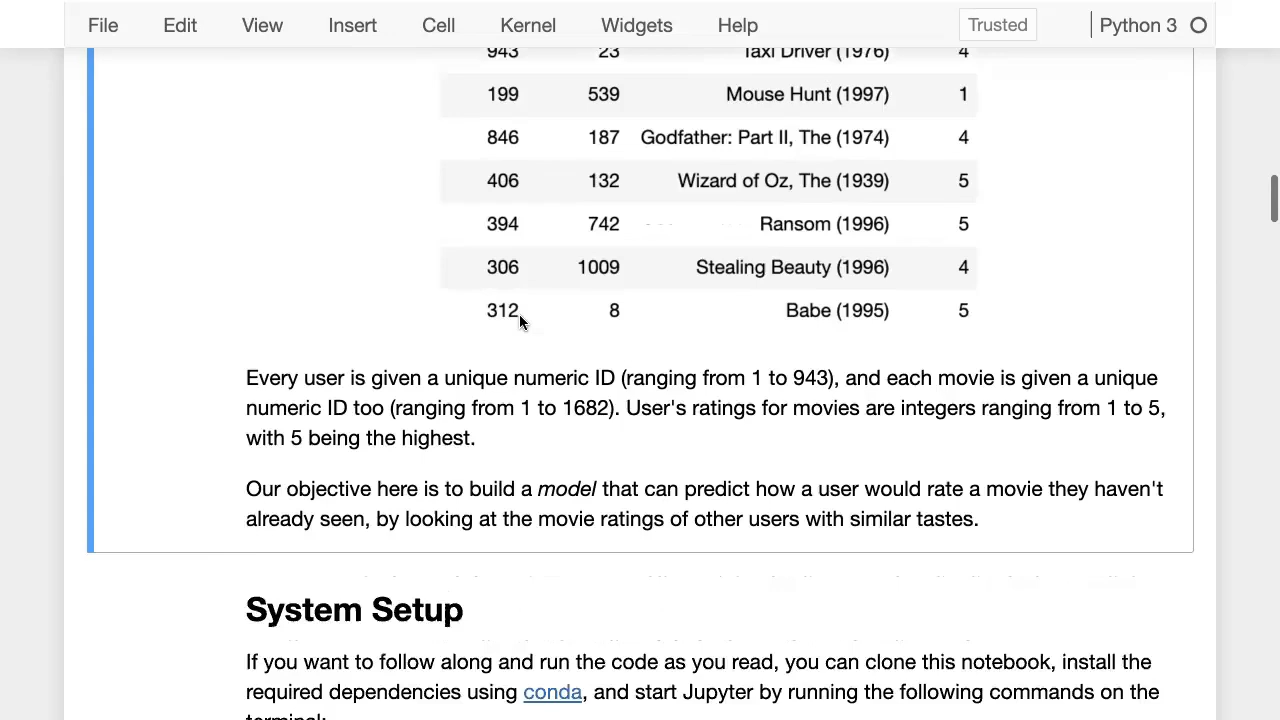 File Edit View Insert Cell Kernel Widgets Help Trusted Python 3
943 23 Taxi Driver (1976) 4
199 539 Mouse Hunt (1997) 1
846 187 Godfather: Part II, The (1974) 4
406 132 Wizard of Oz, The (1939) 5
394 742 Ransom (1996) 5
306 1009 Stealing Beauty (1996) 4
312 8 Babe (1995) 5
Every user is given a unique numeric ID (ranging from 1 to 943), and each movie is given a unique
numeric ID too (ranging from 1 to 1682). User's ratings for movies are integers ranging from 1 to 5,
with 5 being the highest.
Our objective here is to build a model that can predict how a user would rate a movie they haven't
already seen, by looking at the movie ratings of other users with similar tastes.
System Setup
If you want to follow along and run the code as you read, you can clone this notebook, install the
required dependencies using conda, and start Jupyter by running the following commands on the
terminal: